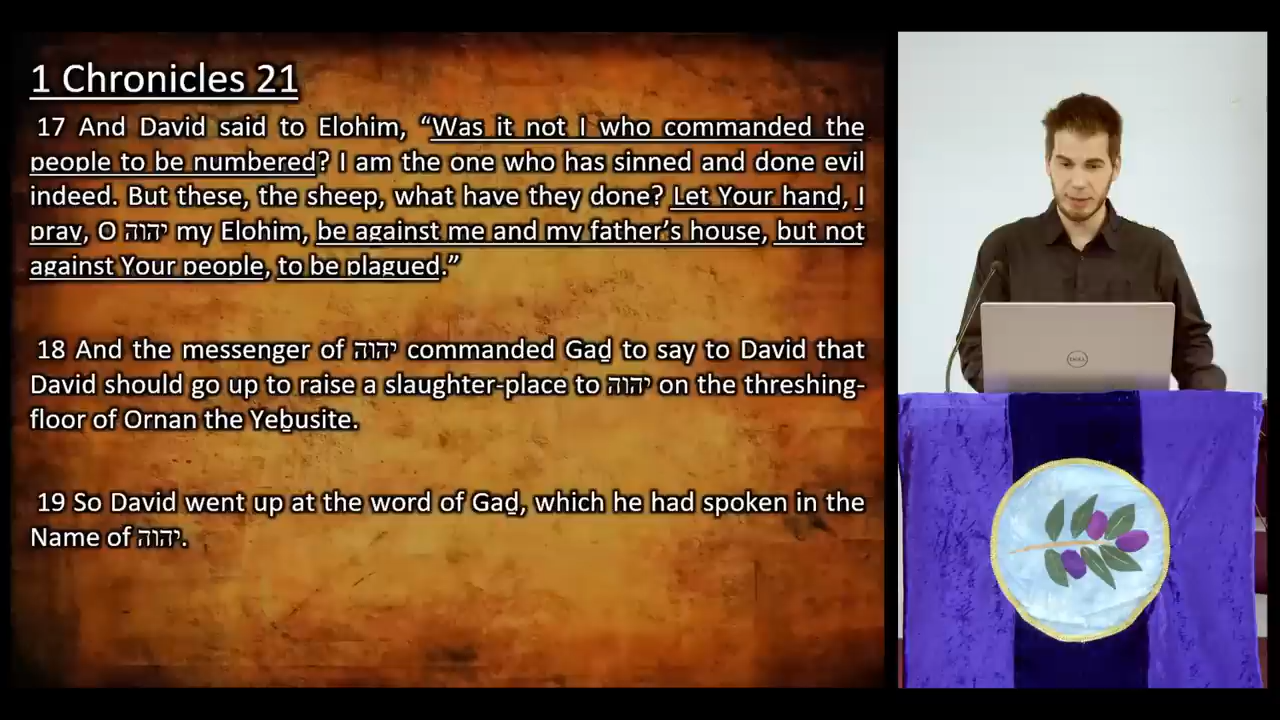 1 Chronicles 21
17 And David said to Elohim, “Was it not I who commanded the
people to be numbered? I am the one who has sinned and done evil
indeed. But these, the sheep, what have they done? Let Your hand, I
pray, O יהוה my Elohim, be against me and my father’s house, but not
against Your people, to be plagued.”
18 And the messenger of יהוה commanded Gaḏ to say to David that
David should go up to raise a slaughter-place to יהוה on the threshing-
floor of Ornan the Yeḇusite.
19 So David went up at the word of Gaḏ, which he had spoken in the
Name of יהוה.
DELL